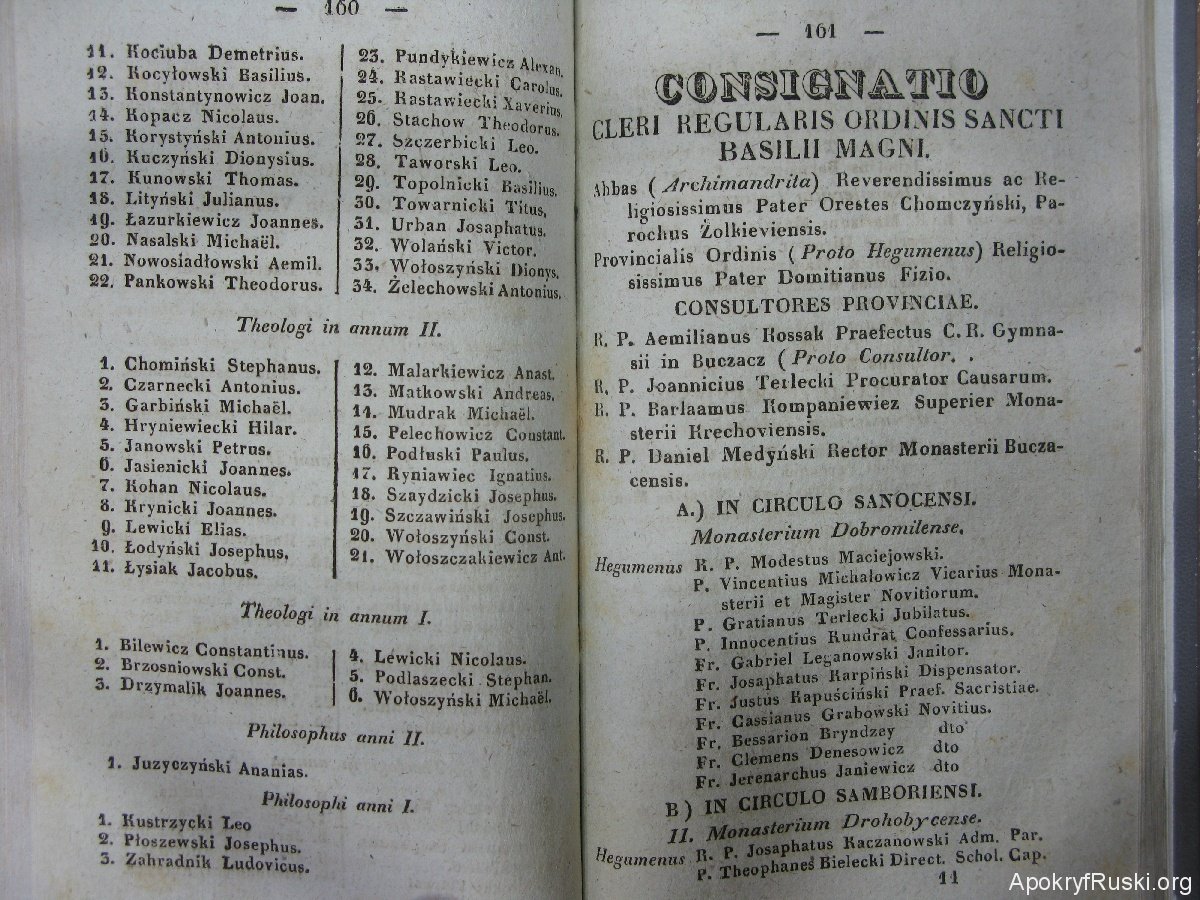 — 160 —
11. Kociuba Demetrius.
12. Kocyłowski Basilius.
13. Konstantynowicz Joan.
14. Kopacz Nicolaus.
15. Korystyński Antonius.
16. Kuczyński Dionysius.
17. Kunowski Thomas.
18. Lityński Julianus.
19. Łazurkiewicz Joannes.
20. Nasalski Michaël.
21. Nowosiadłowski Aemil.
22. Pankowski Theodorus.
23. Pundykiewicz Alexan.
24. Rastawiecki Carolus.
25. Rastawiecki Xaverius.
26. Stachow Theodorus.
27. Szczerbicki Leo.
28. Taworski Leo.
29. Topolnicki Basilius.
30. Towarnicki Titus.
31. Urban Josaphatus.
32. Wolański Victor.
33. Wołoszyński Dionys.
34. Żelechowski Antonius.
Theologi in annum II.
1. Chomiński Stephanus.
2. Czarnecki Antonius.
3. Garbiński Michaël.
4. Hryniewiecki Hilar.
5. Janowski Petrus.
6. Jasienicki Joannes.
7. Kohan Nicolaus.
8. Krynicki Joannes.
9. Lewicki Elias.
10. Łodyński Josephus.
11. Łysiak Jacobus.
12. Malarkiewicz Anast.
13. Matkowski Andreas.
14. Mudrak Michaël.
15. Pelechowicz Constant.
16. Podłuski Paulus.
17. Ryniawiec Ignatius.
18. Szaydzicki Josephus.
19. Szczawiński Josephus.
20. Wołoszyński Const.
21. Wołoszczakiewicz Ant.
Theologi in annum I.
1. Bilewicz Constantinus.
2. Brzosniowski Const.
3. Drzymalik Joannes.
4. Lewicki Nicolaus.
5. Podlaszecki Stephan.
6. Wołoszyński Michaël.
Philosophus anni II.
1. Juzyczyński Ananias.
Philosophi anni I.
1. Kustrzycki Leo
2. Płoszewski Josephus.
3. Zahradnik Ludovicus.
— 161 —
CONSIGNATIO
CLERI REGULARIS ORDINIS SANCTI
BASILII MAGNI.
Abbas (Archimandrita) Reverendissimus ac Re-
ligiosissimus Pater Orestes Chomczyński, Pa-
rochus Żolkieviensis.
Provincialis Ordinis (Proto Hegumenus) Religio-
sissimus Pater Domitianus Fizio.
CONSULTORES PROVINCIAE.
R. P. Aemilianus Kossak Praefectus C. R. Gymna-
sii in Buczacz (Proto Consultor. .
R. P. Joannicius Terlecki Procurator Causarum.
R. P. Barlaamus Kompaniewiez Superier Mona-
sterii Krechoviensis.
R. P. Daniel Medyński Rector Monasterii Bucza-
censis.
A.) IN CIRCULO SANOCENSI.
Monasterium Dobromilense.
Hegumenus R. P. Modestus Maciejowski.
P. Vincentius Michałowicz Vicarius Mona-
sterii et Magister Novitiorum.
P. Gratianus Terlecki Jubilatus.
P. Innocentius Kundrat Confessarius.
Fr. Gabriel Leganowski Janitor.
Fr. Josaphatus Karpiński Dispensator.
Fr. Justus Kapuściński Praef. Sacristiae.
Fr. Cassianus Grabowski Novitius.
Fr. Bessarion Bryndzey dto
Fr. Clemens Denesowicz dto
Fr. Jerenarchus Janiewicz dto
B) IN CIRCULO SAMBORIENSI.
II. Monasterium Drohobycense.
Hegumenus R. P. Josaphatus Kaczanowski Adm. Par.
P. Theophanes Bielecki Direct. Schol. Cap.
11
ApokryfRuski.org